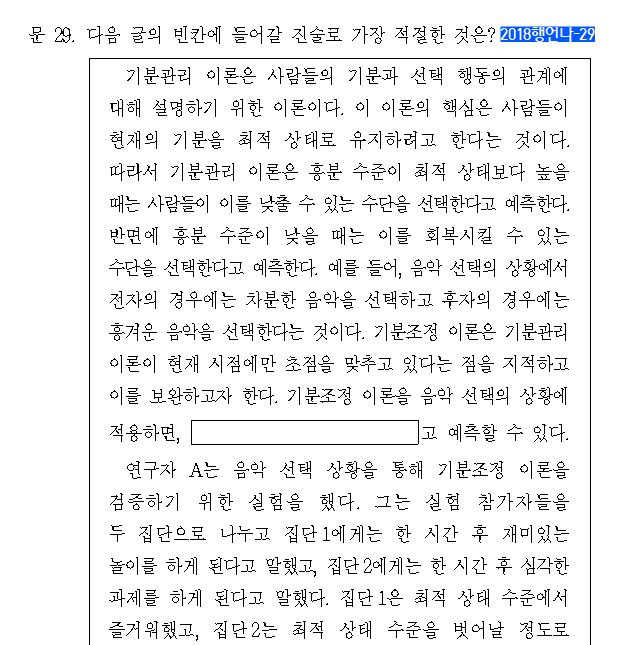 문 29. 다음 글의 빈칸에 들어갈 진술로 가장 적절한 것은? 2018행언나-29
기분관리 이론은 사람들의 기분과 선택 행동의 관계에
대해 설명하기 위한 이론이다. 이 이론의 핵심은 사람들이
현재의 기분을 최적 상태로 유지하려고 한다는 것이다.
따라서 기분관리 이론은 흥분 수준이 최적 상태보다 높을
때는 사람들이 이를 낮출 수 있는 수단을 선택한다고 예측한다.
반면에 흥분 수준이 낮을 때는 이를 회복시킬 수 있는
수단을 선택한다고 예측한다. 예를 들어, 음악 선택의 상황에서
전자의 경우에는 차분한 음악을 선택하고 후자의 경우에는
흥겨운 음악을 선택한다는 것이다. 기분조정 이론은 기분관리
이론이 현재 시점에만 초점을 맞추고 있다는 점을 지적하고
이를 보완하고자 한다. 기분조정 이론을 음악 선택의 상황에
적용하면, 고 예측할 수 있다.
연구자 A는 음악 선택 상황을 통해 기분조정 이론을
검증하기 위한 실험을 했다. 그는 실험 참가자들을
두 집단으로 나누고 집단1에게는 한 시간 후 재미있는
놀이를 하게 된다고 말했고, 집단2에게는 한 시간 후 심각한
과제를 하게 된다고 말했다. 집단1은 최적 상태 수준에서
즐거워했고, 집단2는 최적 상태 수준을 벗어날 정도로